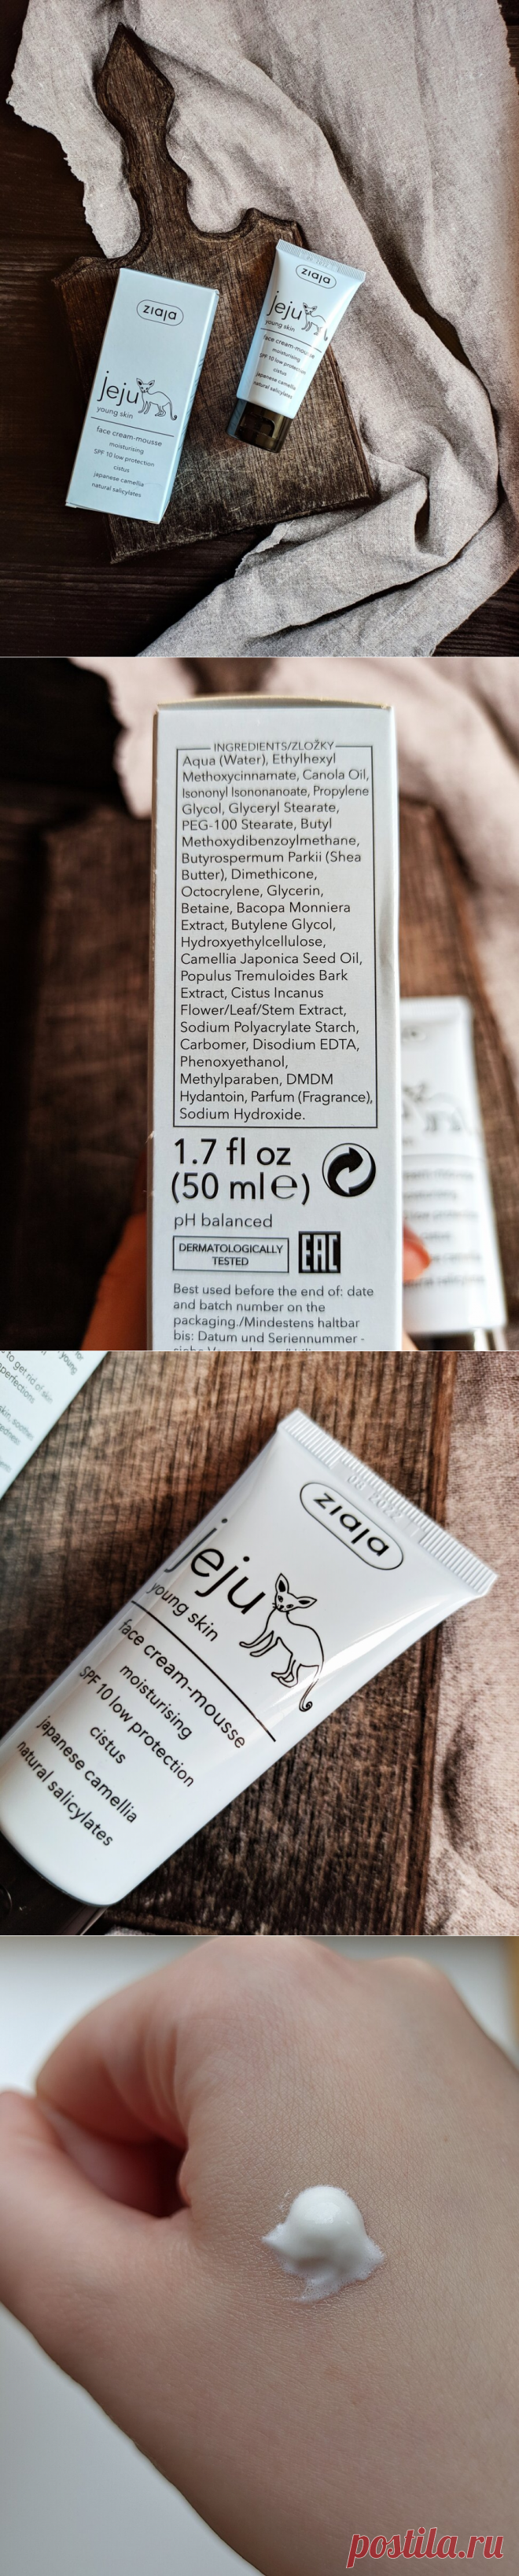 ziaja
jeju
young skin
face cream-mousse
moisturising
SPF 10 low protection
cistus
japanese camellia
natural salicylates
ziaja
jeju
young skin
face cream-mousse
moisturising
SPF 10 low protection
cistus
japanese camellia
natural salicylates
INGREDIENTS/ZLOŽKY
Aqua (Water), Ethylhexyl
Methoxycinnamate, Canola Oil,
Isononyl Isononanoate, Propylene
Glycol, Glyceryl Stearate,
PEG-100 Stearate, Butyl
Methoxydibenzoylmethane,
Butyrospermum Parkii (Shea
Butter), Dimethicone,
Octocrylene, Glycerin,
Betaine, Bacopa Monniera
Extract, Butylene Glycol,
Hydroxyethylcellulose,
Camellia Japonica Seed Oil,
Populus Tremuloides Bark
Extract, Cistus Incanus
Flower/Leaf/Stem Extract,
Sodium Polyacrylate Starch,
Carbomer, Disodium EDTA,
Phenoxyethanol,
Methylparaben, DMDM
Hydantoin, Parfum (Fragrance),
Sodium Hydroxide.
1.7 fl oz
(50 ml ℮)
pH balanced
DERMATOLOGICALLY
TESTED
EAC
Best used before the end of: date
and batch number on the
packaging./Mindestens haltbar
bis: Datum und Seriennummer -
to get rid of skin
08 2022
ziaja
jeju
young skin
face cream-mousse
moisturising
SPF 10 low protection
cistus
japanese camellia
natural salicylates
postila.ru